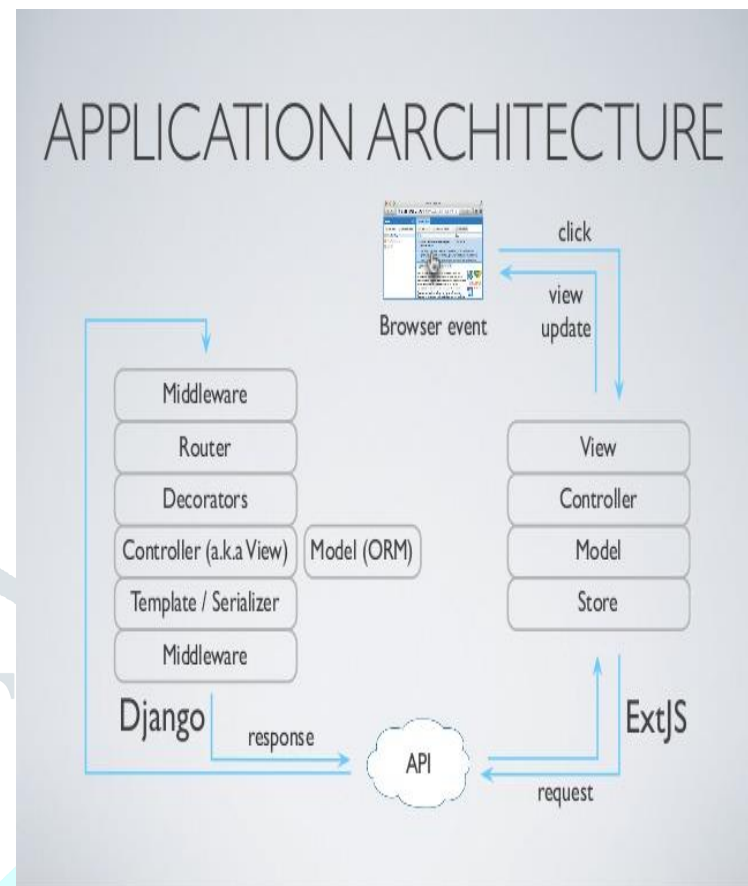 APPLICATION ARCHITECTURE
click
Browser event
view
update
Middleware
Router
Decorators
Controller (a.k.a View)
Model (ORM)
Template / Serializer
Middleware
Django
response
API
View
Controller
Model
Store
ExtJS
request